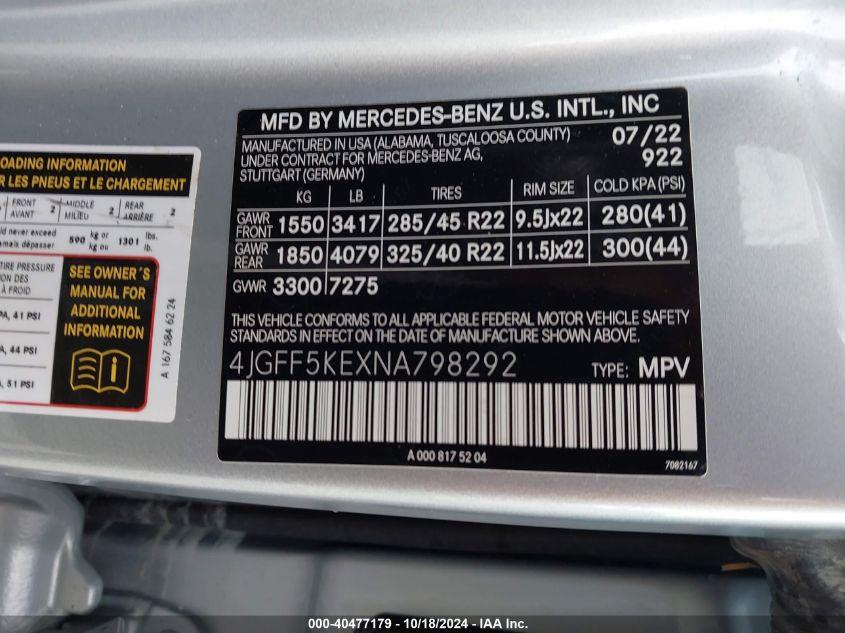 OADING INFORMATION
R LES PNEUS ET LE CHARGEMENT
FRONT AVANT 2 MIDDLE MILIEU 2 REAR ARRIÈRE 2
ld never exceed
amais dépasser
590 kg or kg ou 1301 lbs. lb.
TIRE PRESSURE
ION DES
À FROID
PA, 41 PSI
A, 44 PSI
A, 51 PSI
SEE OWNER'S
MANUAL FOR
ADDITIONAL
INFORMATION
A 167 584 62 24
MFD BY MERCEDES-BENZ U.S. INTL., INC
MANUFACTURED IN USA (ALABAMA, TUSCALOOSA COUNTY) 07/22
UNDER CONTRACT FOR MERCEDES-BENZ AG, 922
STUTTGART (GERMANY)
KG LB TIRES RIM SIZE COLD KPA (PSI)
GAWR FRONT 1550 3417 285/45 R22 9.5Jx22 280(41)
GAWR REAR 1850 4079 325/40 R22 11.5Jx22 300(44)
GVWR 3300 7275
THIS VEHICLE CONFORMS TO ALL APPLICABLE FEDERAL MOTOR VEHICLE SAFETY
STANDARDS IN EFFECT ON THE DATE OF MANUFACTURE SHOWN ABOVE.
4JGFF5KEXNA798292 TYPE: MPV
A 000 817 52 04
7082167
000-40477179 - 10/18/2024 - IAA Inc.